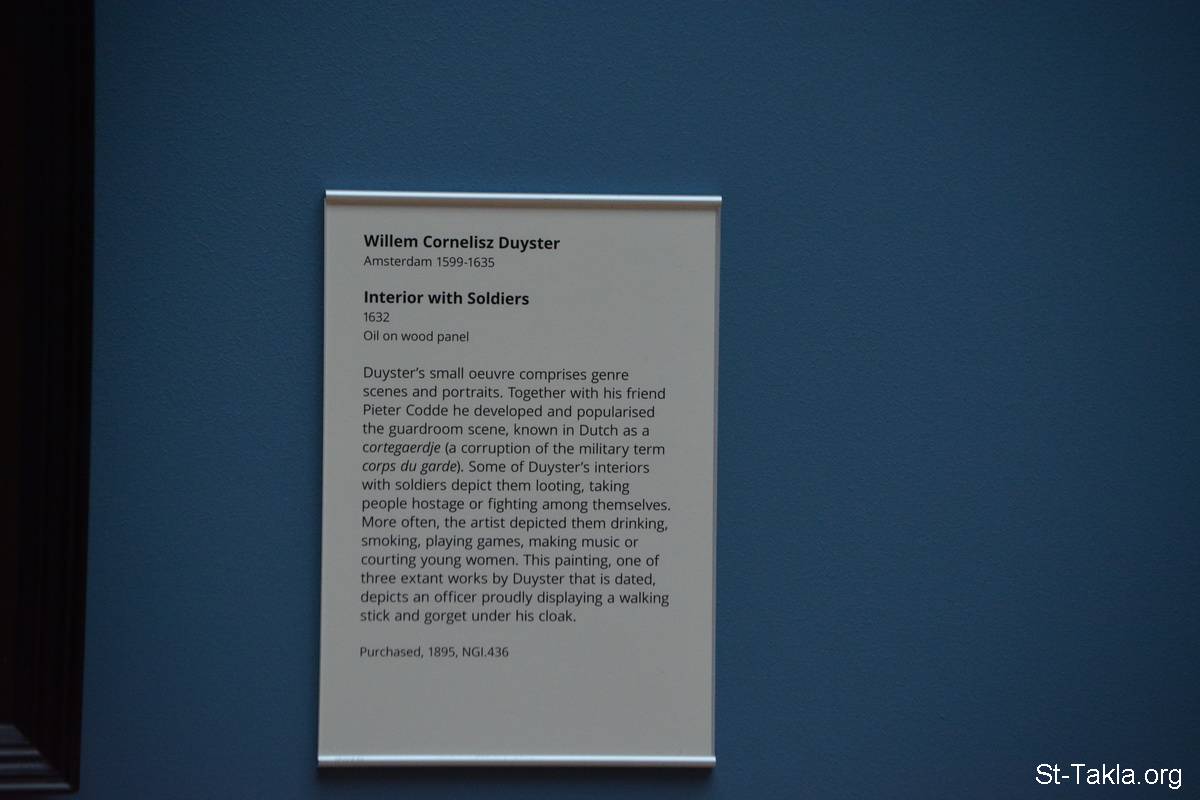 Willem Cornelisz Duyster
Amsterdam 1599-1635
Interior with Soldiers
1632
Oil on wood panel
Duyster's small oeuvre comprises genre
scenes and portraits. Together with his friend
Pieter Codde he developed and popularised
the guardroom scene, known in Dutch as a
cortegaerdje (a corruption of the military term
corps du garde). Some of Duyster's interiors
with soldiers depict them looting, taking
people hostage or fighting among themselves.
More often, the artist depicted them drinking,
smoking, playing games, making music or
courting young women. This painting, one of
three extant works by Duyster that is dated,
depicts an officer proudly displaying a walking
stick and gorget under his cloak.
Purchased, 1895, NGI.436
St-Takla.org